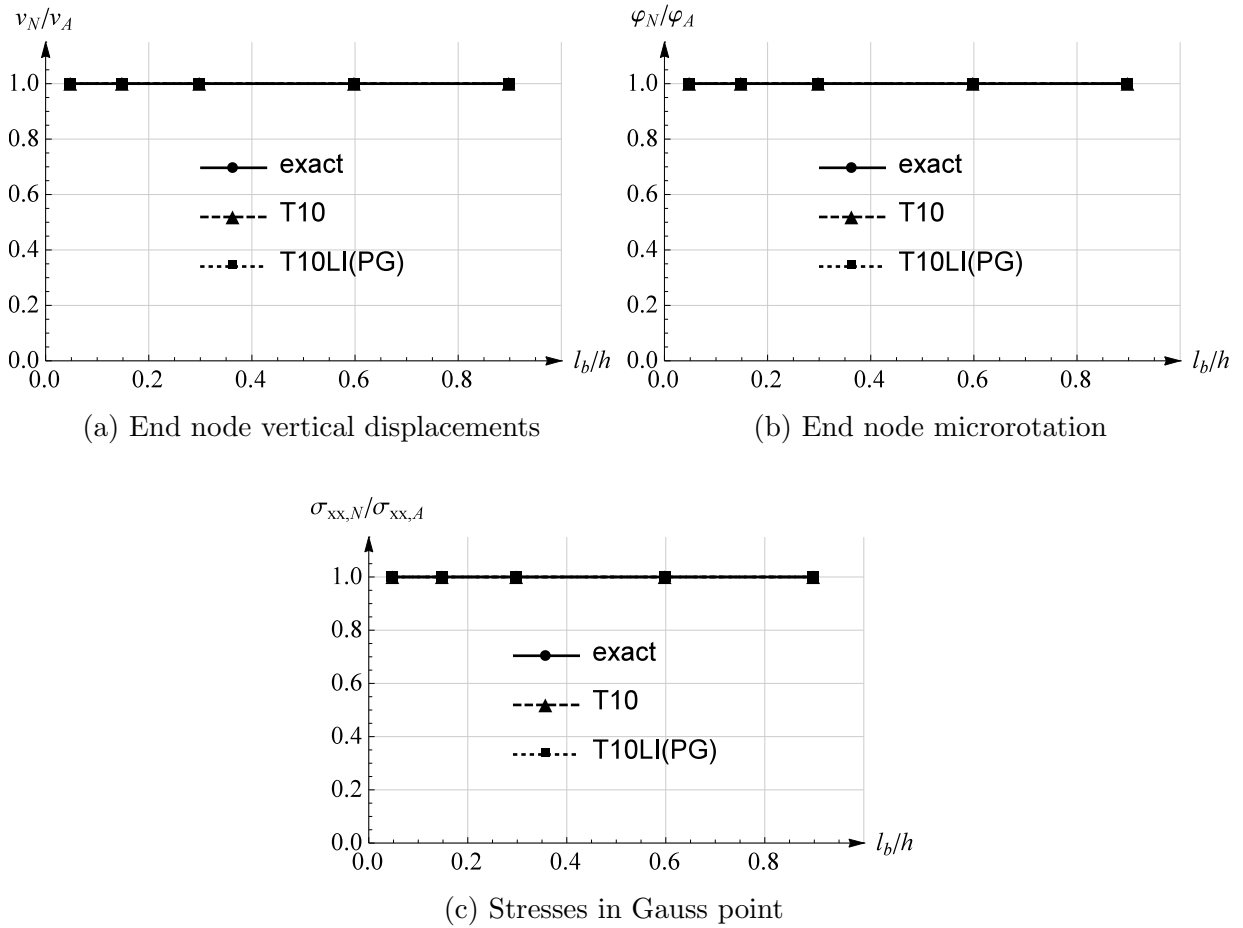 v_N/v_A
1.0
0.8
0.6
0.4
0.2
0.0
exact
T10
T10LI(PG)
0.0 0.2 0.4 0.6 0.8
l_b/h
(a) End node vertical displacements
φ_N/φ_A
1.0
0.8
0.6
0.4
0.2
0.0
exact
T10
T10LI(PG)
0.0 0.2 0.4 0.6 0.8
l_b/h
(b) End node microrotation
σ_xx,N/σ_xx,A
1.0
0.8
0.6
0.4
0.2
0.0
exact
T10
T10LI(PG)
0.0 0.2 0.4 0.6 0.8
l_b/h
(c) Stresses in Gauss point